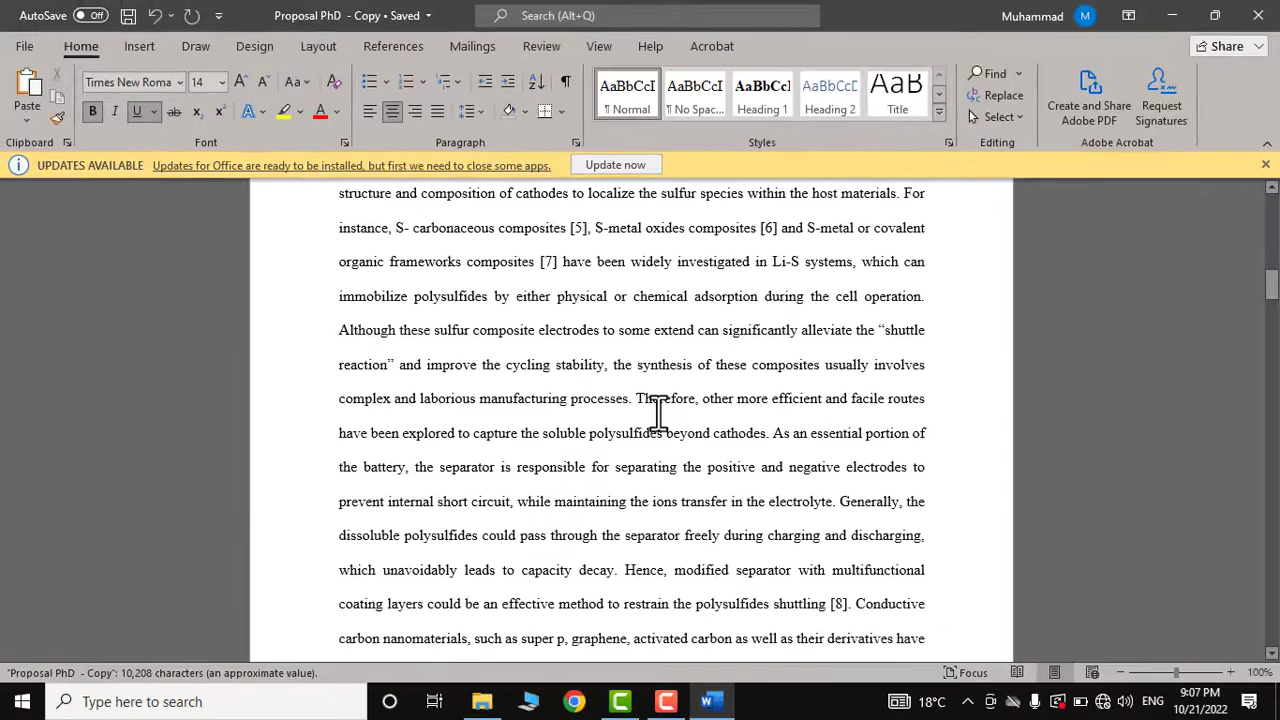 AutoSave Off Proposal PhD - Copy • Saved Search (Alt+Q) Muhammad M
File Home Insert Draw Design Layout References Mailings Review View Help Acrobat Share
Paste Times New Roma 14 Aa B I U ab x₂ x² A A
AaBbCcI AaBbCcI AaBbCcI AaBbCcD AaB
Normal No Spac... Heading 1 Heading 2 Title
Find
Replace
Select
Create and Share Adobe PDF
Request Signatures
Clipboard Font Paragraph Styles Editing Adobe Acrobat
UPDATES AVAILABLE Updates for Office are ready to be installed, but first we need to close some apps. Update now
structure and composition of cathodes to localize the sulfur species within the host materials. For
instance, S- carbonaceous composites [5], S-metal oxides composites [6] and S-metal or covalent
organic frameworks composites [7] have been widely investigated in Li-S systems, which can
immobilize polysulfides by either physical or chemical adsorption during the cell operation.
Although these sulfur composite electrodes to some extend can significantly alleviate the “shuttle
reaction” and improve the cycling stability, the synthesis of these composites usually involves
complex and laborious manufacturing processes. Therefore, other more efficient and facile routes
have been explored to capture the soluble polysulfides beyond cathodes. As an essential portion of
the battery, the separator is responsible for separating the positive and negative electrodes to
prevent internal short circuit, while maintaining the ions transfer in the electrolyte. Generally, the
dissoluble polysulfides could pass through the separator freely during charging and discharging,
which unavoidably leads to capacity decay. Hence, modified separator with multifunctional
coating layers could be an effective method to restrain the polysulfides shuttling [8]. Conductive
carbon nanomaterials, such as super p, graphene, activated carbon as well as their derivatives have
"Proposal PhD - Copy": 10,208 characters (an approximate value). Focus 100%
Type here to search 18°C ENG 9:07 PM
10/21/2022